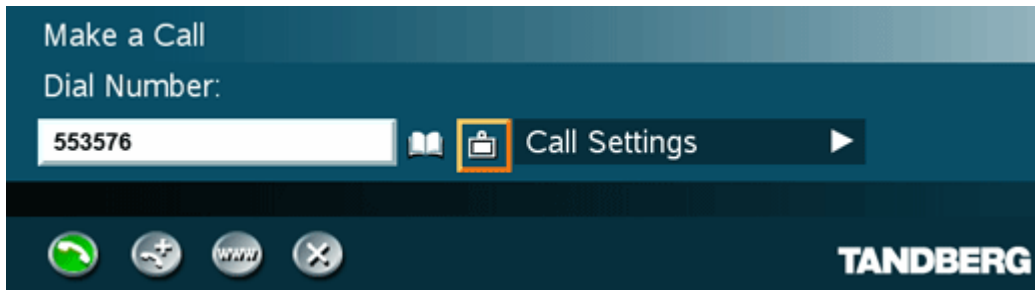 Make a Call
Dial Number:
553576
Call Settings
www
TANDBERG